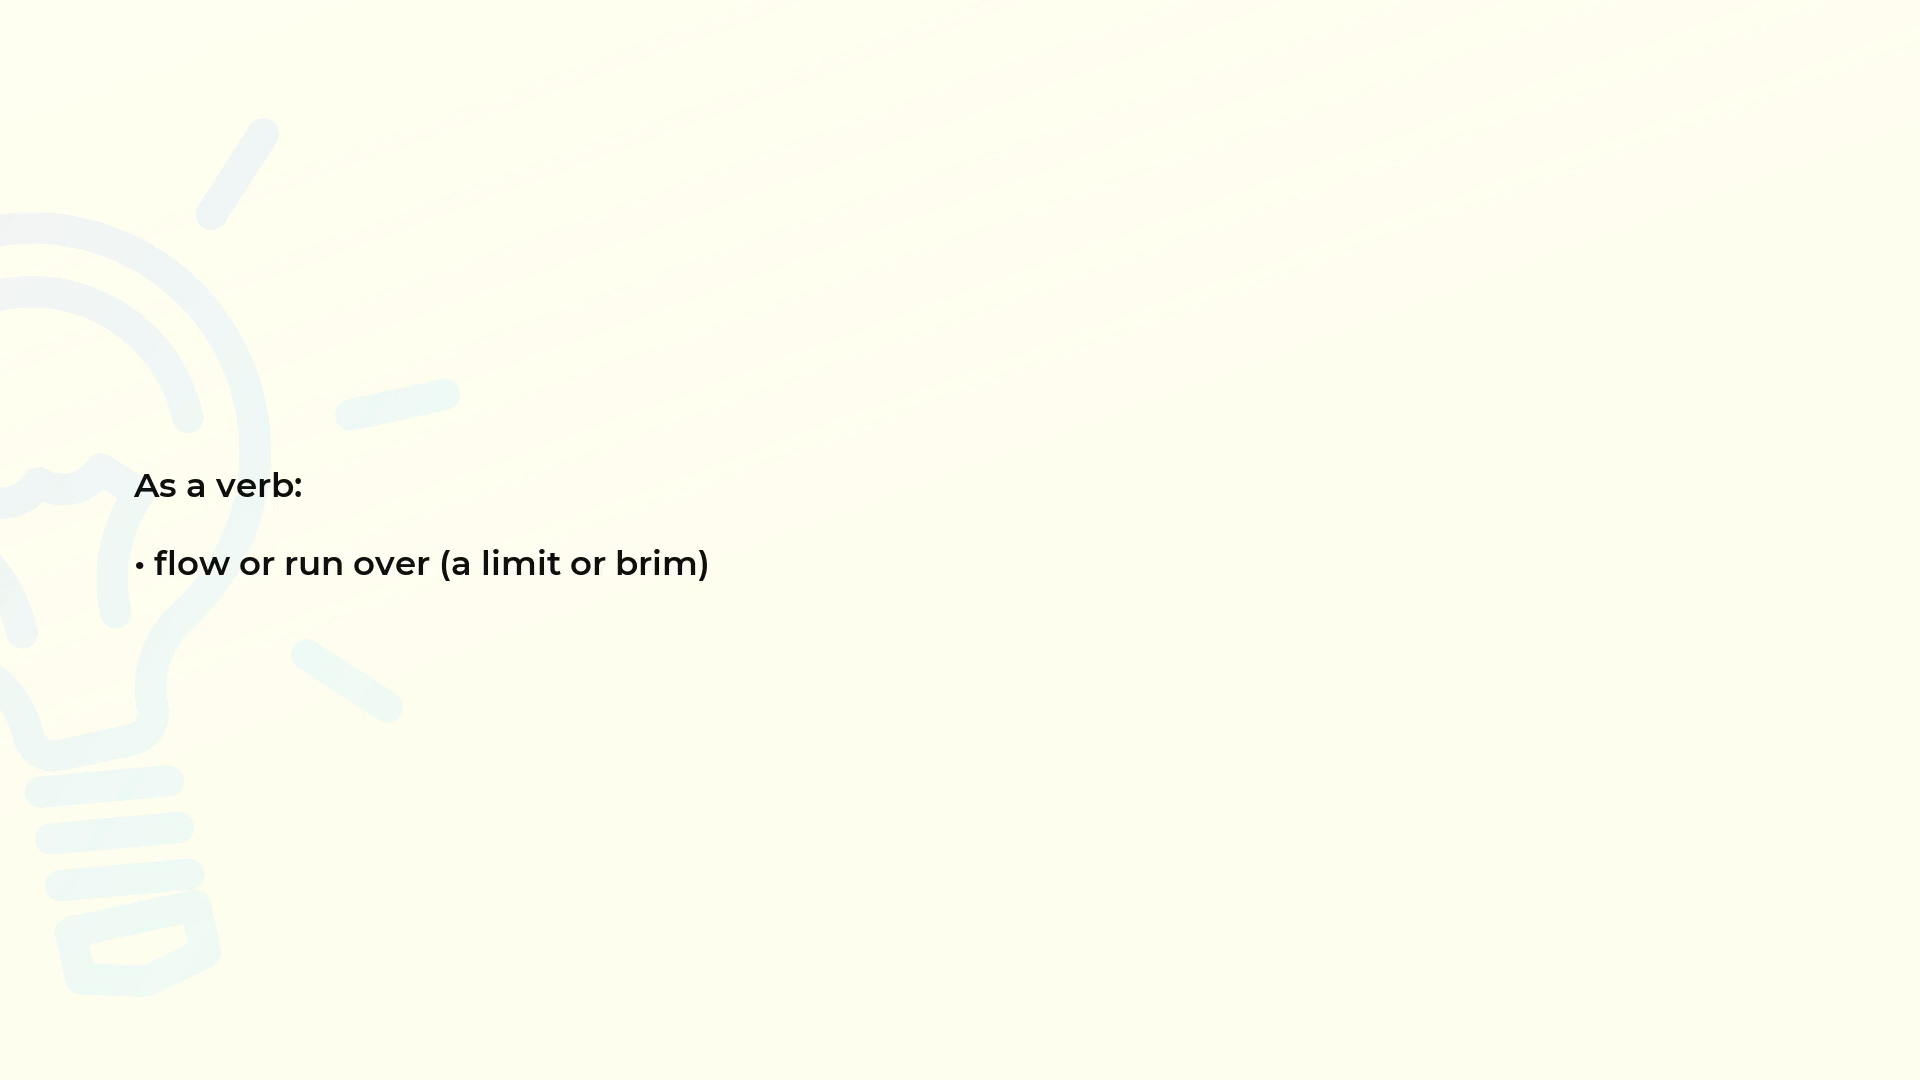 As a verb:
• flow or run over (a limit or brim)